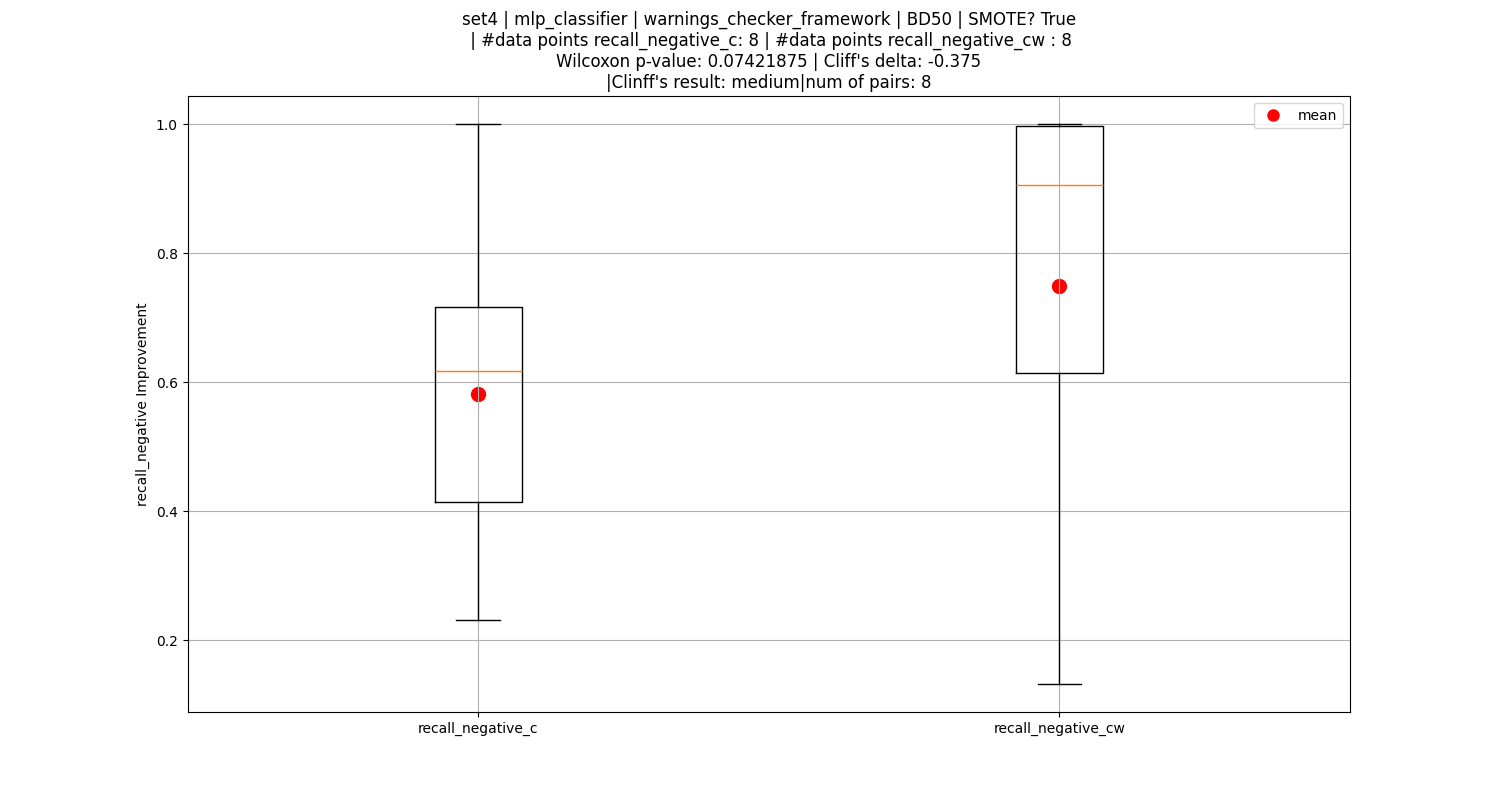 set4 | mlp_classifier | warnings_checker_framework | BD50 | SMOTE? True
| #data points recall_negative_c: 8 | #data points recall_negative_cw : 8
Wilcoxon p-value: 0.07421875 | Cliff's delta: -0.375
|Clinff's result: medium|num of pairs: 8
mean
1.0
0.8
0.6
0.4
0.2
recall_negative Improvement
recall_negative_c
recall_negative_cw